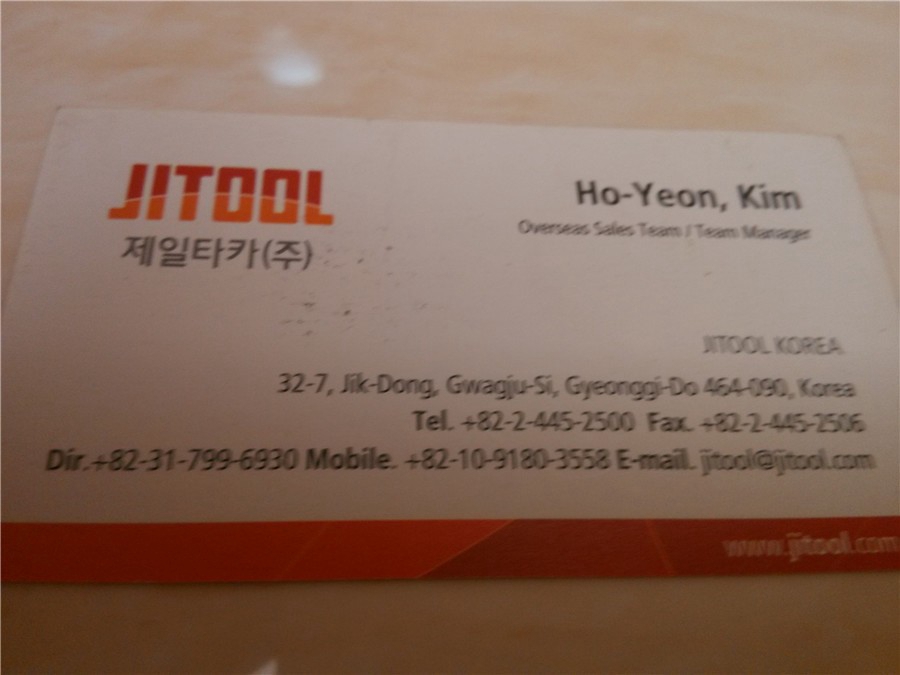 JITOOL
제일타카(주)
Ho-Yeon, Kim
Overseas Sales Team / Team Manager
JITOOL KOREA
32-7, Jik-Dong, Gwagju-Si, Gyeonggi-Do 464-090, Korea
Tel. +82-2-445-2500 Fax. +82-2-445-2506
Dir.+82-31-799-6930 Mobile. +82-10-9180-3558 E-mail. jitool@jitool.com
www.jitool.com